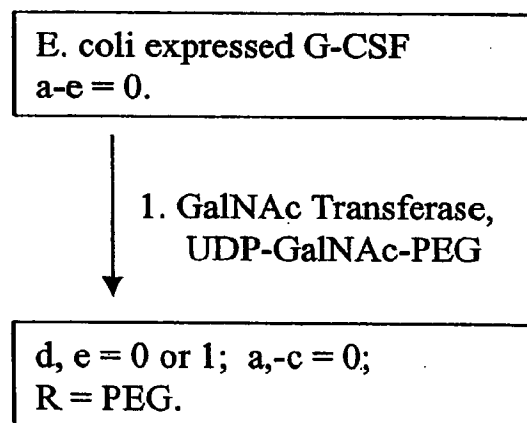 E. coli expressed G-CSF
a-e = 0.
1. GalNAc Transferase,
UDP-GalNAc-PEG
d, e = 0 or 1; a,-c = 0;
R = PEG.